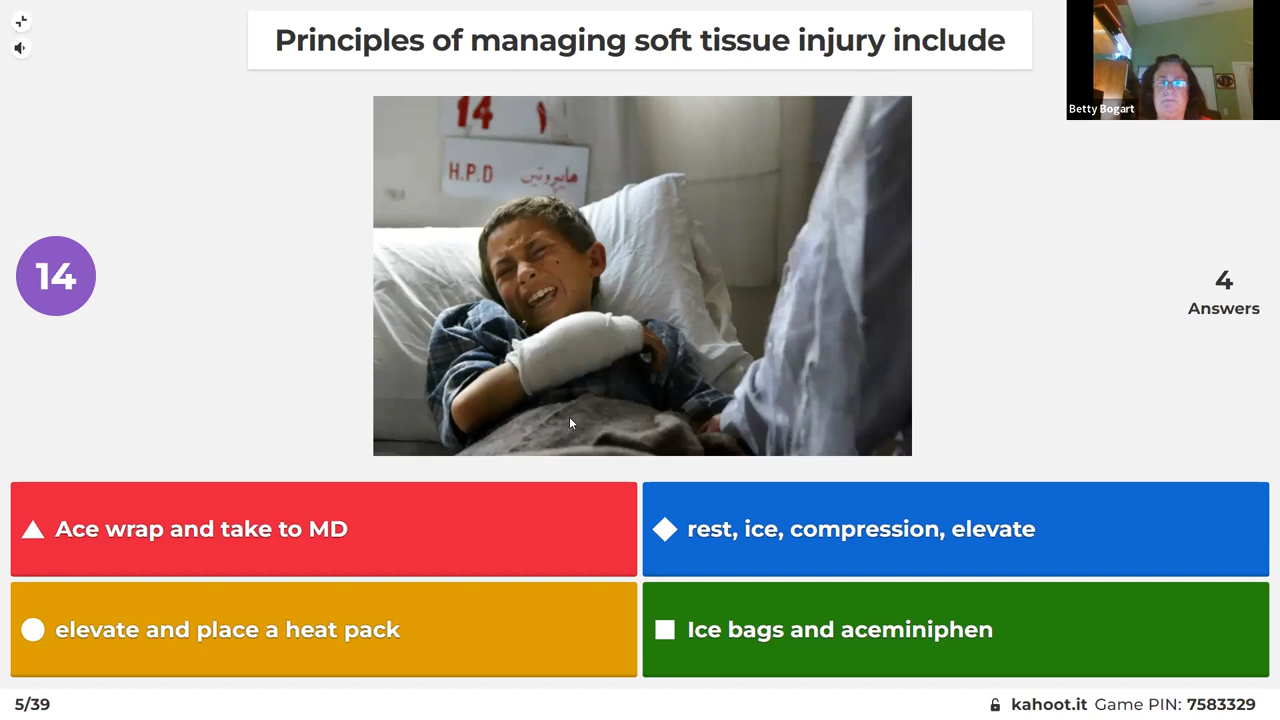 Principles of managing soft tissue injury include
Betty Bogart
14 ۱
H.P.D هایپروتین
14
4
Answers
Ace wrap and take to MD
rest, ice, compression, elevate
elevate and place a heat pack
Ice bags and aceminiphen
5/39
kahoot.it Game PIN: 7583329